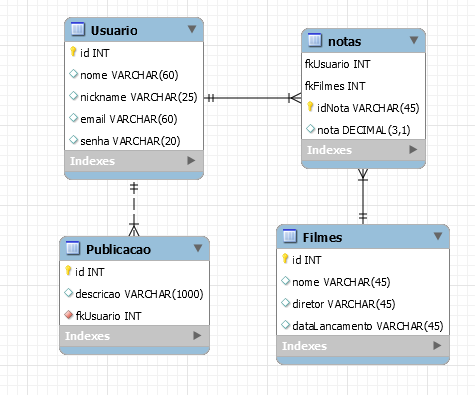 Usuario
id INT
nome VARCHAR(60)
nickname VARCHAR(25)
email VARCHAR(60)
senha VARCHAR(20)
Indexes
notas
fkUsuario INT
fkFilmes INT
idNota VARCHAR(45)
nota DECIMAL(3,1)
Indexes
Publicacao
id INT
descricao VARCHAR(1000)
fkUsuario INT
Indexes
Filmes
id INT
nome VARCHAR(45)
diretor VARCHAR(45)
dataLancamento VARCHAR(45)
Indexes